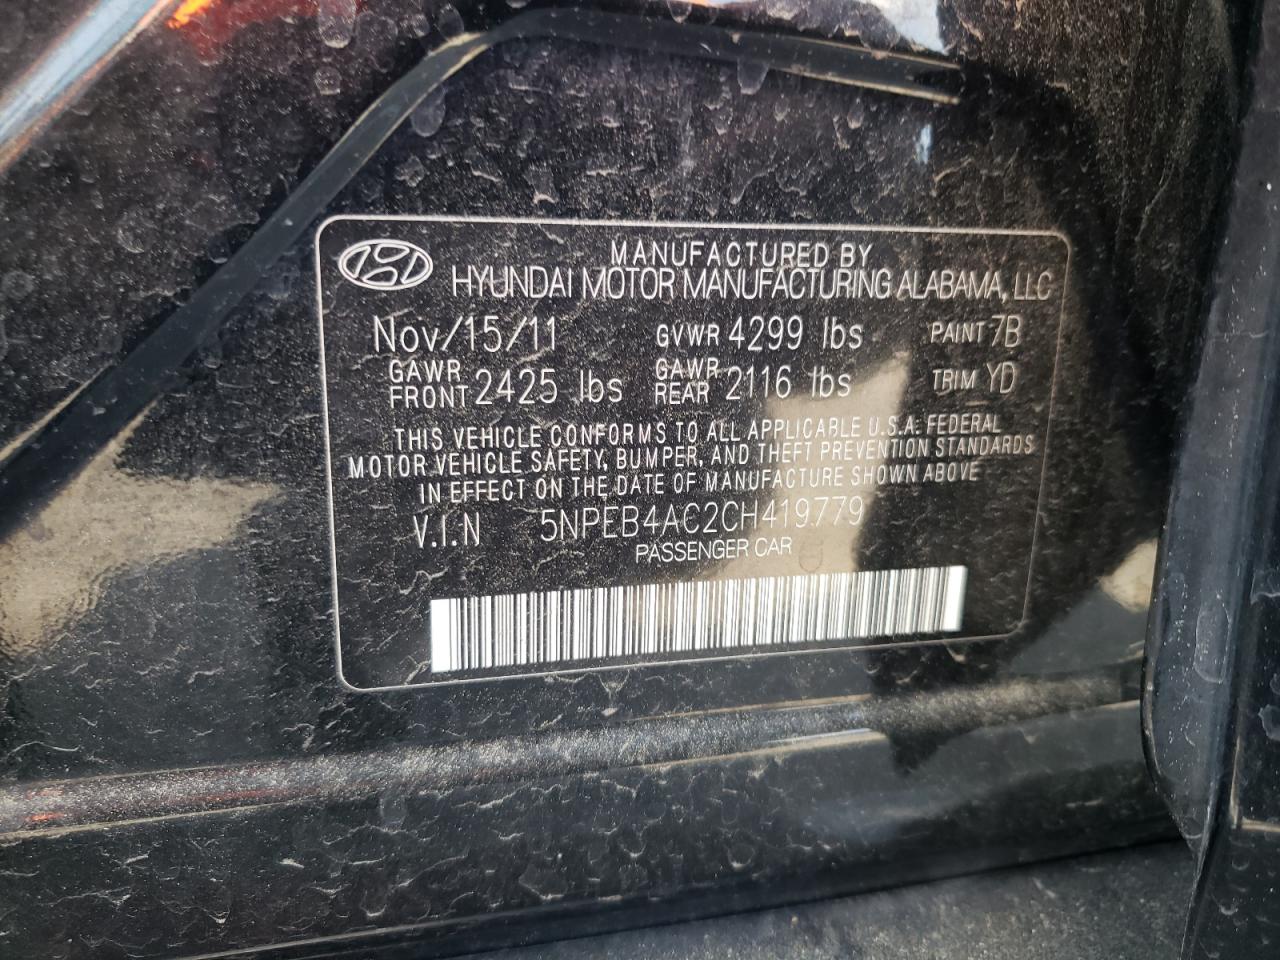 MANUFACTURED BY
HYUNDAI MOTOR MANUFACTURING ALABAMA, LLC
Nov/15/11 GVWR 4299 lbs PAINT 7B
GAWR FRONT 2425 lbs GAWR REAR 2116 lbs TRIM YD
THIS VEHICLE CONFORMS TO ALL APPLICABLE U.S.A. FEDERAL
MOTOR VEHICLE SAFETY, BUMPER, AND THEFT PREVENTION STANDARDS
IN EFFECT ON THE DATE OF MANUFACTURE SHOWN ABOVE
V.I.N 5NPEB4AC2CH419779
PASSENGER CAR